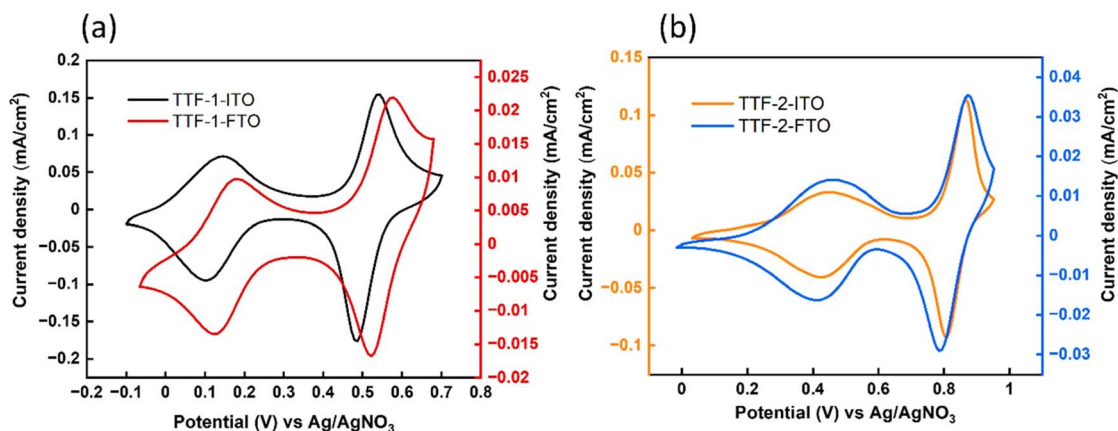 (a)
0.2
0.15
0.1
0.05
0
−0.05
−0.1
−0.15
−0.2
Current density (mA/cm²)
TTF-1-ITO
TTF-1-FTO
0.025
0.020
0.015
0.010
0.005
0
−0.005
−0.010
−0.015
−0.02
Current density (mA/cm²)
−0.2 −0.1 0 0.1 0.2 0.3 0.4 0.5 0.6 0.7 0.8
Potential (V) vs Ag/AgNO₃
(b)
0.15
0.10
0.05
0
−0.05
−0.1
Current density (mA/cm²)
TTF-2-ITO
TTF-2-FTO
0.04
0.03
0.02
0.01
0
−0.01
−0.02
−0.03
Current density (mA/cm²)
0 0.2 0.4 0.6 0.8 1
Potential (V) vs Ag/AgNO₃